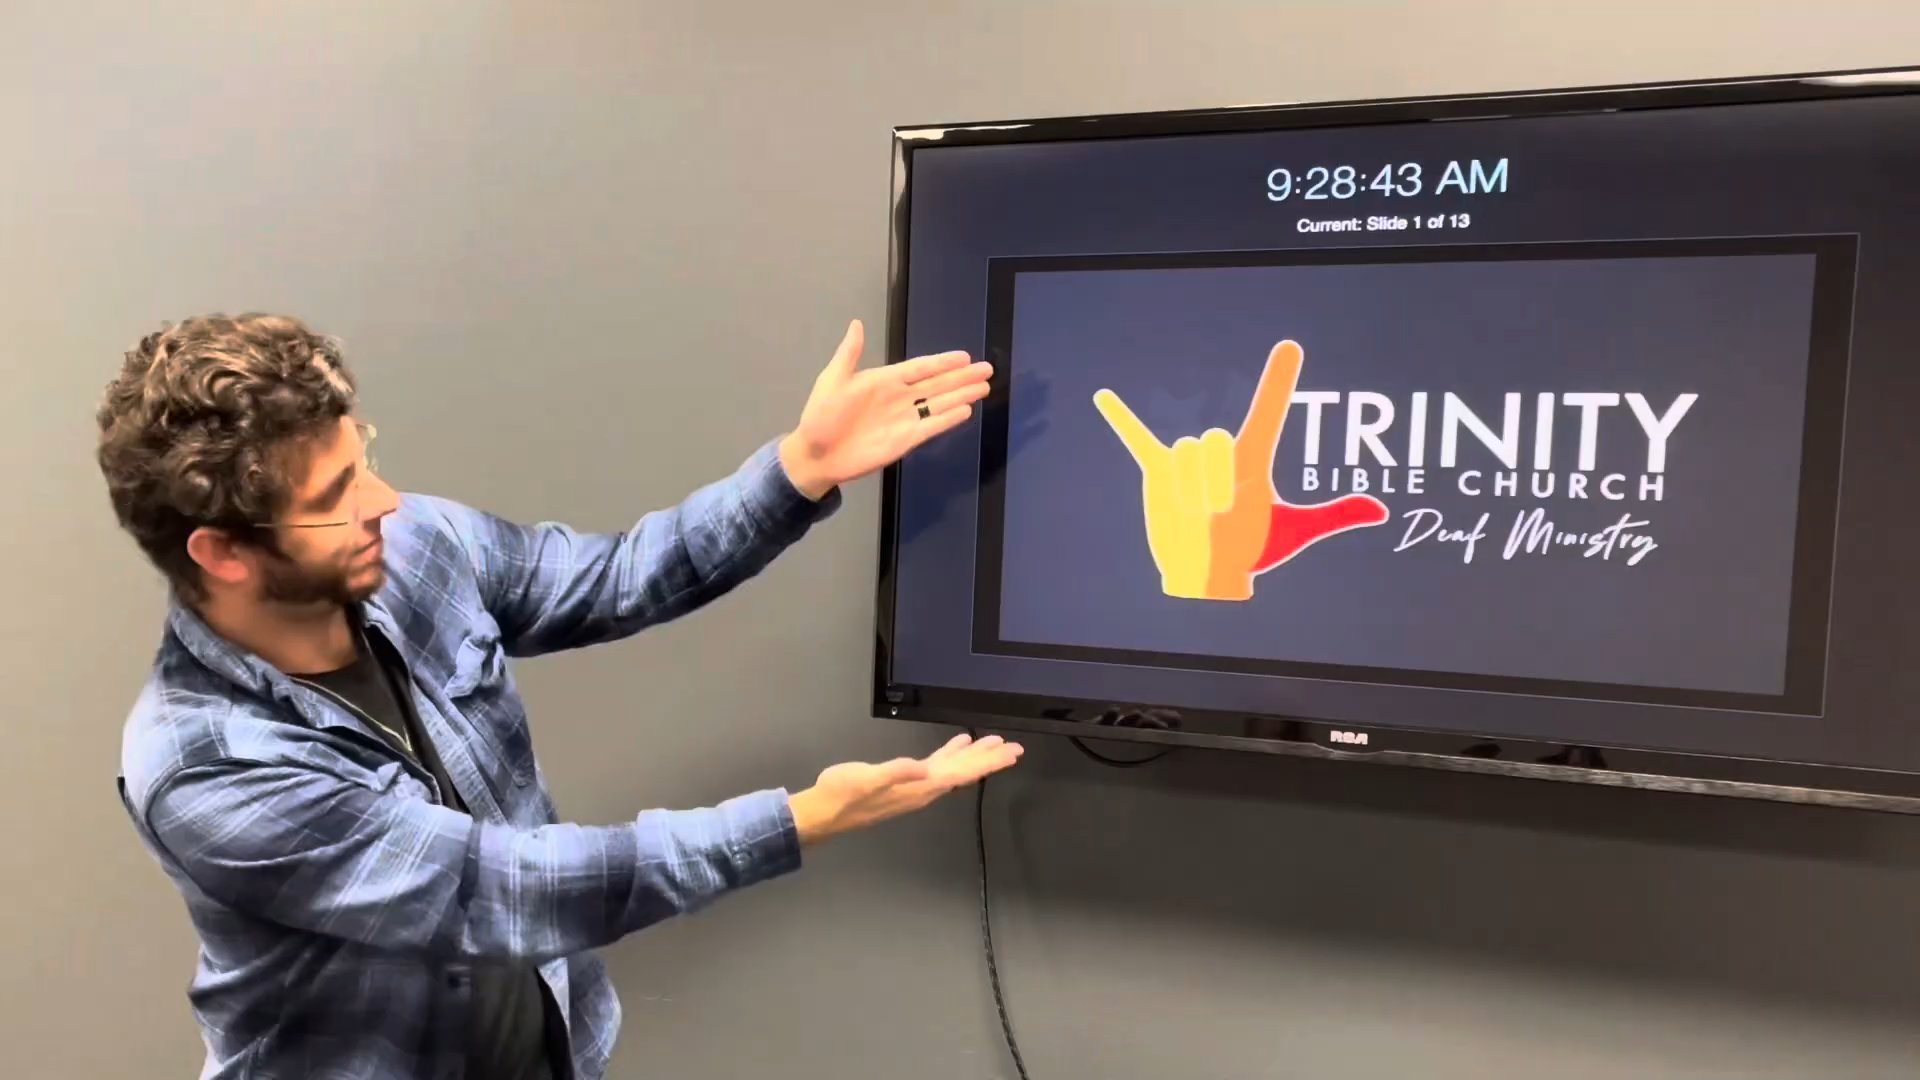 9:28:43 AM
Current: Slide 1 of 13
TRINITY
BIBLE CHURCH
Deaf Ministry
RCA